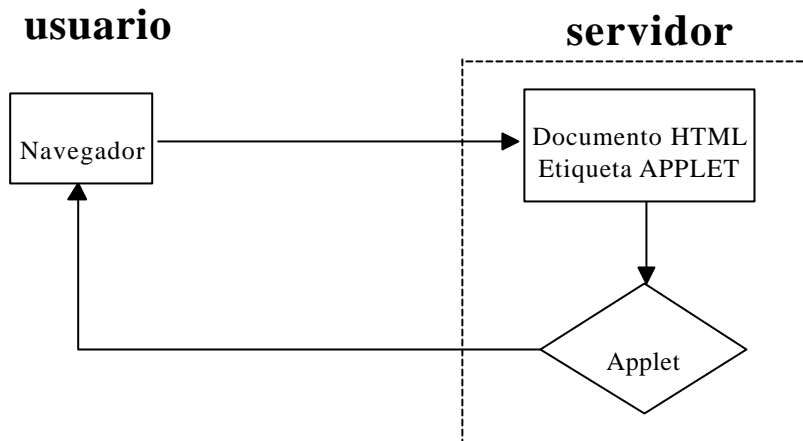 usuario
servidor
Navegador
Documento HTML
Etiqueta APPLET
Applet